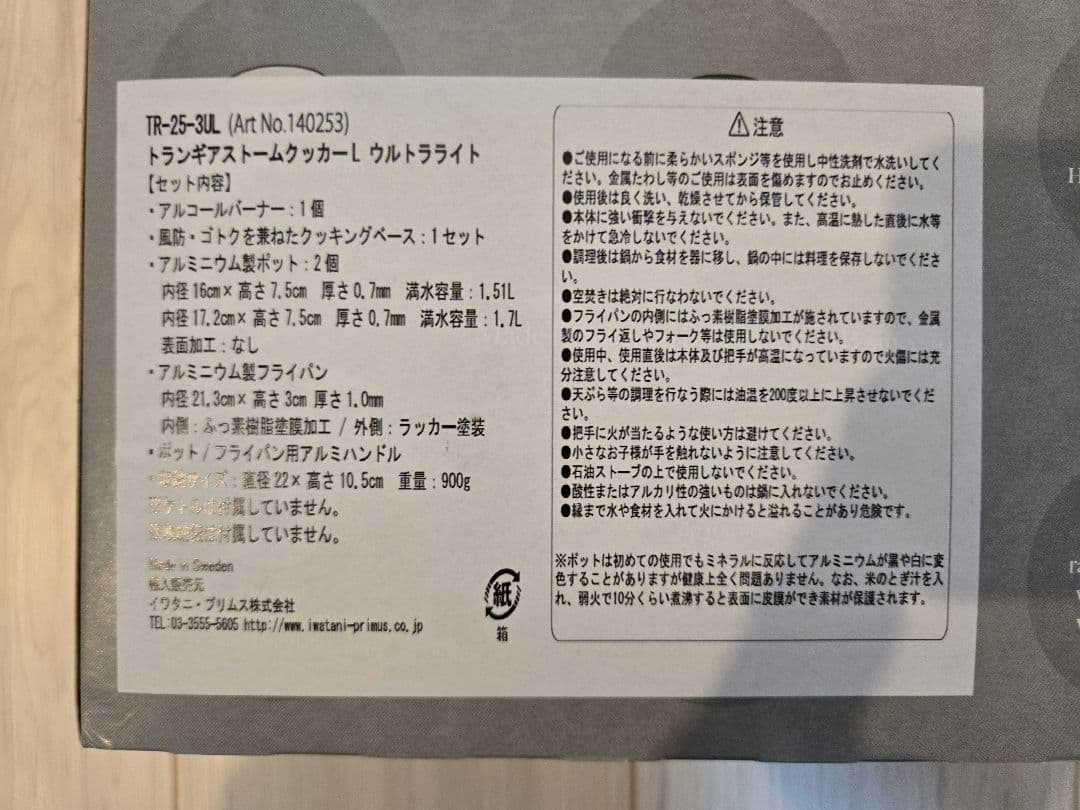 TR-25-3UL (Art No.140253)
トランギアストームクッカーL ウルトラライト
【セット内容】
・アルコールバーナー：1個
・風防・ゴトクを兼ねたクッキングベース：1セット
・アルミニウム製ポット：2個
内径16cm×高さ7.5cm 厚さ0.7mm 満水容量：1.51L
内径17.2cm×高さ7.5cm 厚さ0.7mm 満水容量：1.7L
表面加工：なし
・アルミニウム製フライパン
内径21.3cm×高さ3cm 厚さ1.0mm
内側：ふっ素樹脂塗膜加工 / 外側：ラッカー塗装
・ポット/フライパン用アルミハンドル
サイズ：直径22×高さ10.5cm 重量：900g
ケトルは付属していません。
は付属していません。
Made in Sweden
輸入販売元
イワタニ・プリムス株式会社
TEL:03-3555-5605 http://www.iwatani-primus.co.jp
紙
箱
⚠注意
●ご使用になる前に柔らかいスポンジ等を使用し中性洗剤で水洗いしてく
ださい。金属たわし等のご使用は表面を傷めますのでお止めください。
●使用後は良く洗い、乾燥させてから保管してください。
●本体に強い衝撃を与えないでください。また、高温に熱した直後に水等
をかけて急冷しないでください。
●調理後は鍋から食材を器に移し、鍋の中には料理を保存しないでくださ
い。
●空焚きは絶対に行なわないでください。
●フライパンの内側にはふっ素樹脂塗膜加工が施されていますので、金属
製のフライ返しやフォーク等は使用しないでください。
●使用中、使用直後は本体及び把手が高温になっていますので火傷には充
分注意してください。
●天ぷら等の調理を行なう際には油温を200度以上に上昇させないでくだ
さい。
●把手に火が当たるような使い方は避けてください。
●小さなお子様が手を触れないように注意してください。
●石油ストーブの上で使用しないでください。
●酸性またはアルカリ性の強いものは鍋に入れないでください。
●縁まで水や食材を入れて火にかけると溢れることがあり危険です。
※ポットは初めての使用でもミネラルに反応してアルミニウムが黒や白に変
色することがありますが健康上全く問題ありません。なお、米のとぎ汁を入
れ、弱火で10分くらい煮沸すると表面に皮膜ができ素材が保護されます。